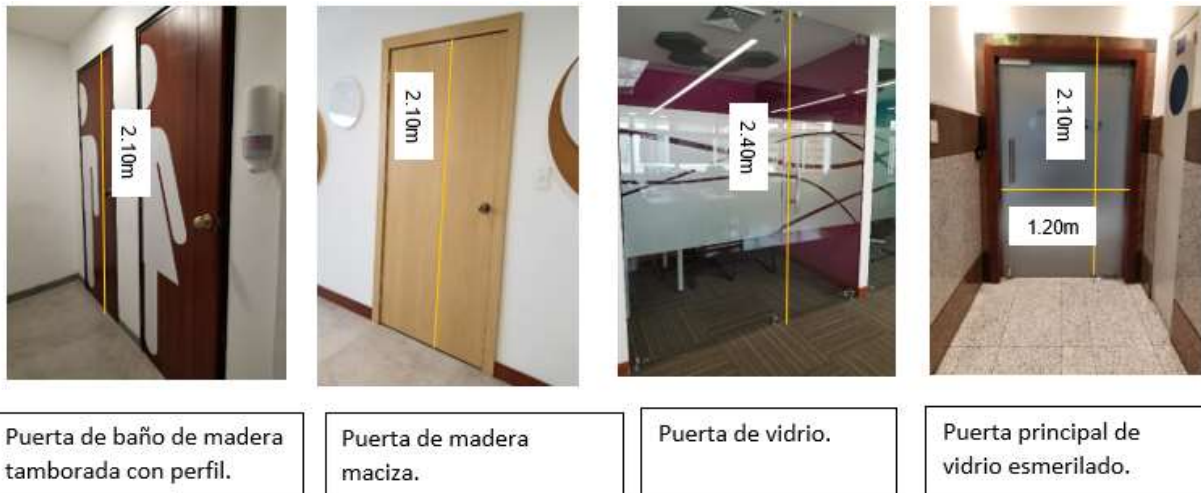 2.10m
2.10m
2.40m
2.10m
1.20m
Puerta de baño de madera
tamborada con perfil.
Puerta de madera
maciza.
Puerta de vidrio.
Puerta principal de
vidrio esmerilado.